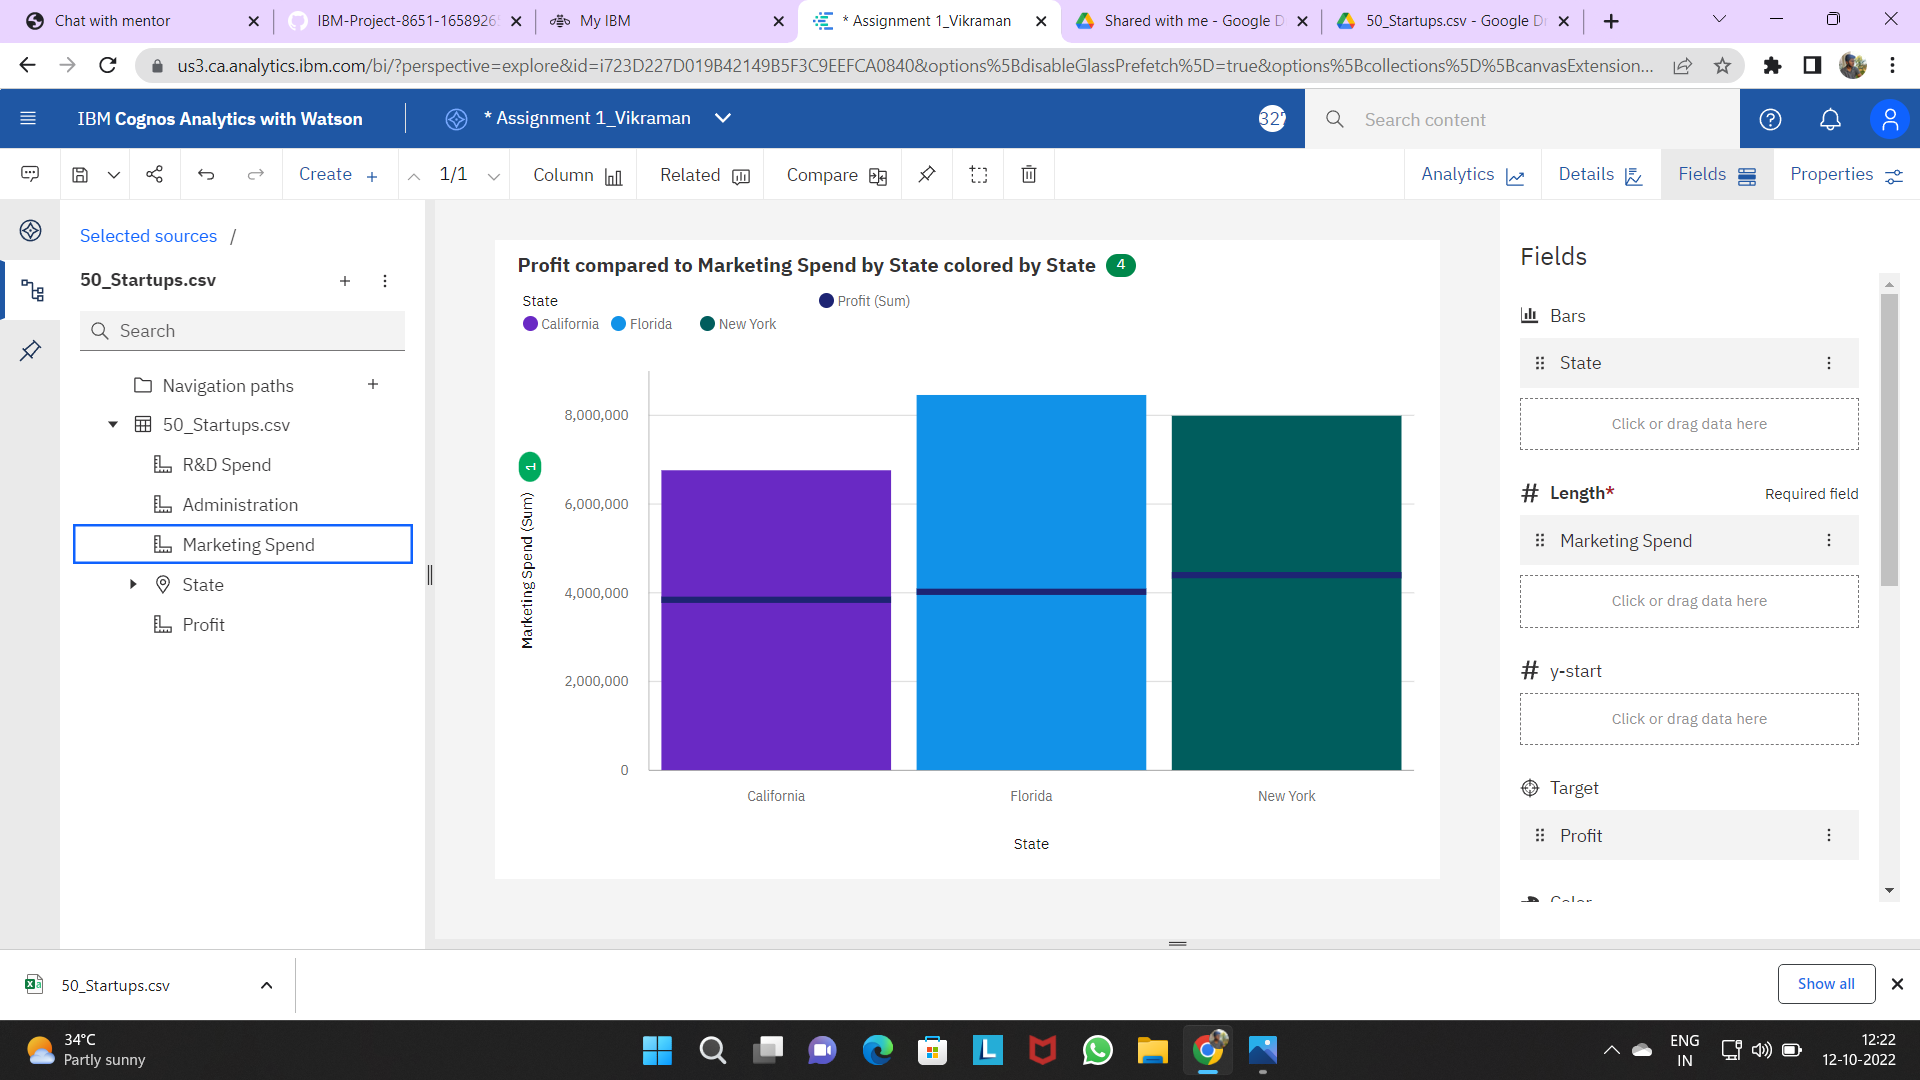 Chat with mentor
IBM-Project-8651-16589265
My IBM
* Assignment 1_Vikraman
Shared with me - Google D
50_Startups.csv - Google Dr
us3.ca.analytics.ibm.com/bi/?perspective=explore&id=i723D227D019B42149B5F3C9EEFCA0840&options%5BdisableGlassPrefetch%5D=true&options%5Bcollections%5D%5BcanvasExtension...
IBM Cognos Analytics with Watson
* Assignment 1_Vikraman
327
Search content
Create
1/1
Column
Related
Compare
Analytics
Details
Fields
Properties
Selected sources /
50_Startups.csv
Search
Navigation paths
50_Startups.csv
R&D Spend
Administration
Marketing Spend
State
Profit
Profit compared to Marketing Spend by State colored by State 4
State
Profit (Sum)
California
Florida
New York
8,000,000
6,000,000
4,000,000
2,000,000
0
Marketing Spend (Sum) 1
California
Florida
New York
State
Fields
Bars
State
Click or drag data here
Length*
Required field
Marketing Spend
Click or drag data here
y-start
Click or drag data here
Target
Profit
Color
50_Startups.csv
Show all
34°C
Partly sunny
ENG
IN
12:22
12-10-2022